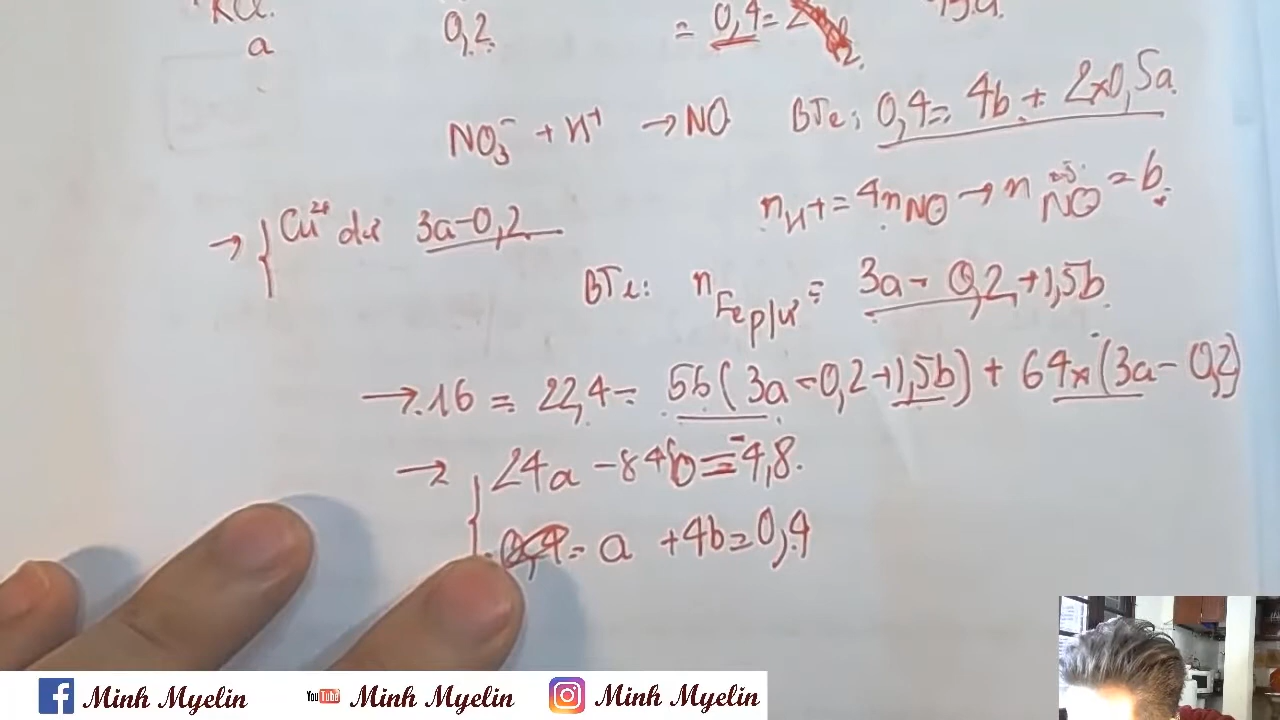 KCl.
a 0,2 = 0,4 =
NO₃⁻ + H⁺ → NO BTe: 0,4 = 4b + 2x0,5a
nH⁺ = 4nNO → nNO = b
→ { Cu²⁺ dư 3a-0,2
BTe: nFe p/ư = 3a - 0,2 + 1,5b
→ .16 = 22,4 - 56(3a - 0,2 + 1,5b) + 64x(3a - 0,2)
→ { 24a - 84b = -4,8.
= a + 4b = 0,4
Minh Myelin YouTube Minh Myelin Minh Myelin